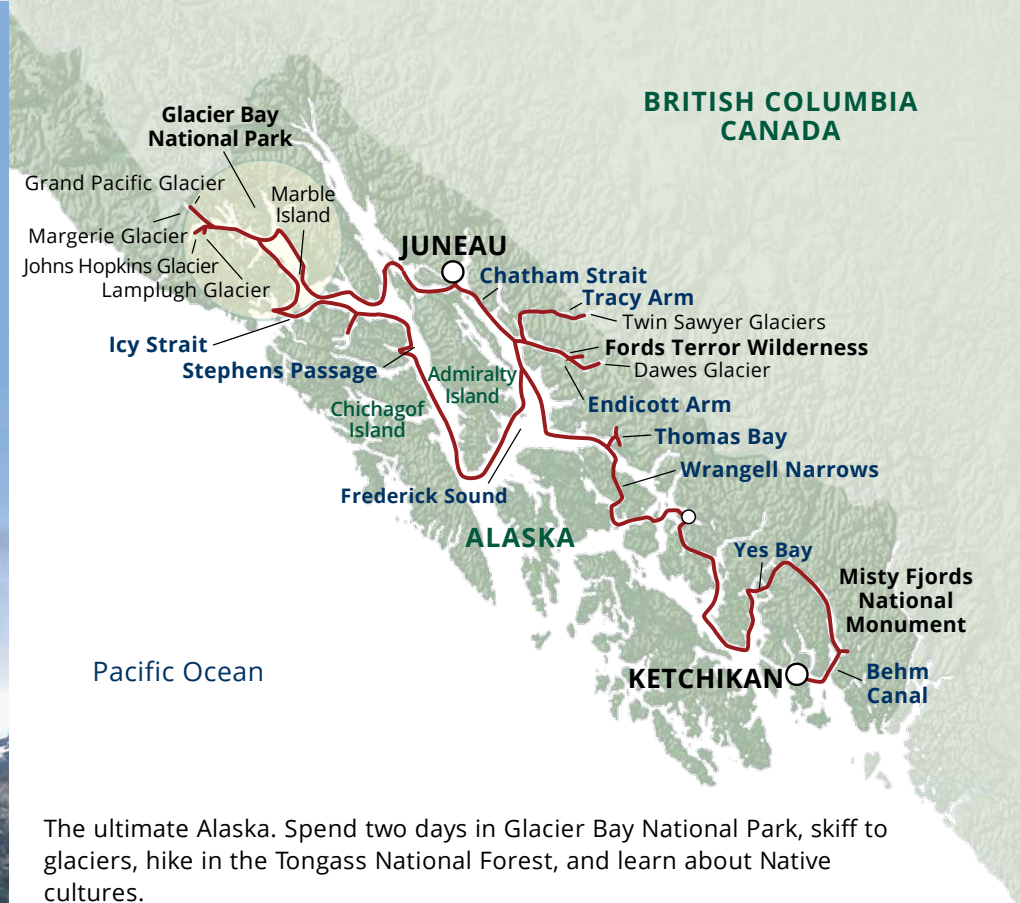 BRITISH COLUMBIA
CANADA
Glacier Bay
National Park
Grand Pacific Glacier
Marble
Island
Margerie Glacier
Johns Hopkins Glacier
Lamplugh Glacier
JUNEAU
Chatham Strait
Tracy Arm
Twin Sawyer Glaciers
Icy Strait
Fords Terror Wilderness
Stephens Passage
Dawes Glacier
Admiralty
Island
Chichagof
Island
Endicott Arm
Thomas Bay
Wrangell Narrows
Frederick Sound
ALASKA
Yes Bay
Misty Fjords
National
Monument
Pacific Ocean
KETCHIKAN
Behm
Canal
The ultimate Alaska. Spend two days in Glacier Bay National Park, skiff to
glaciers, hike in the Tongass National Forest, and learn about Native
cultures.